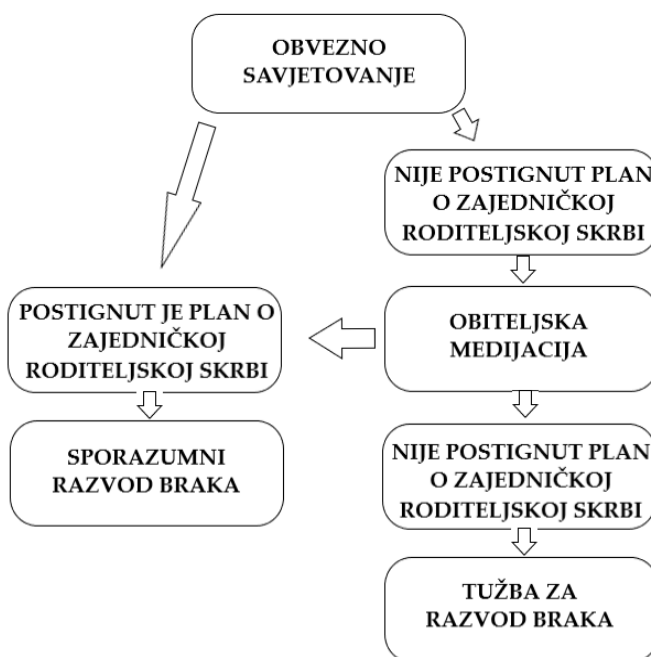 OBVEZNO
SAVJETOVANJE
NIJE POSTIGNUT PLAN
O ZAJEDNIČKOJ
RODITELJSKOJ SKRBI
POSTIGNUT JE PLAN O
ZAJEDNIČKOJ
RODITELJSKOJ SKRBI
OBITELJSKA
MEDIJACIJA
SPORAZUMNI
RAZVOD BRAKA
NIJE POSTIGNUT PLAN
O ZAJEDNIČKOJ
RODITELJSKOJ SKRBI
TUŽBA ZA
RAZVOD BRAKA